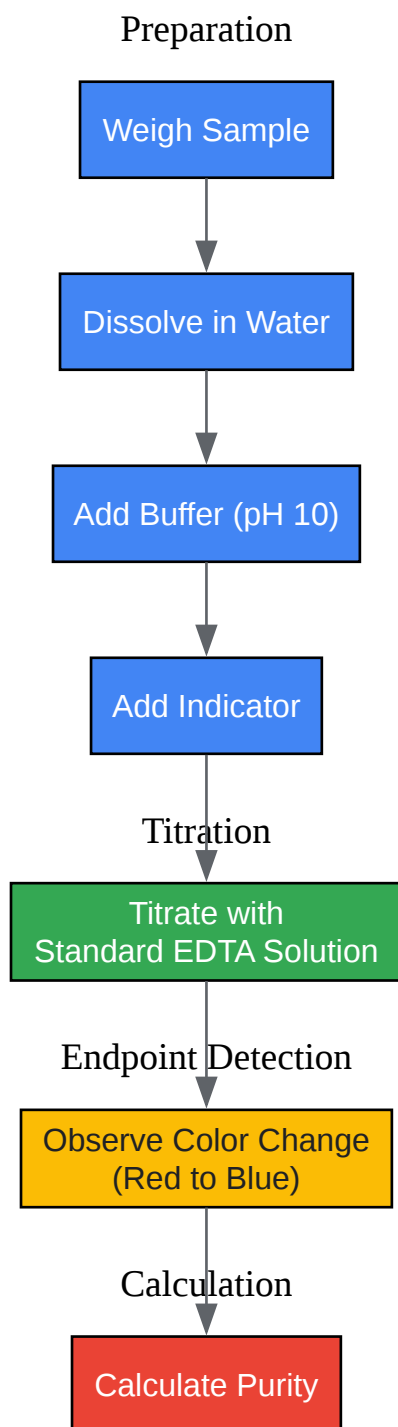 Preparation
Weigh Sample
Dissolve in Water
Add Buffer (pH 10)
Add Indicator
Titration
Titrate with
Standard EDTA Solution
Endpoint Detection
Observe Color Change
(Red to Blue)
Calculation
Calculate Purity